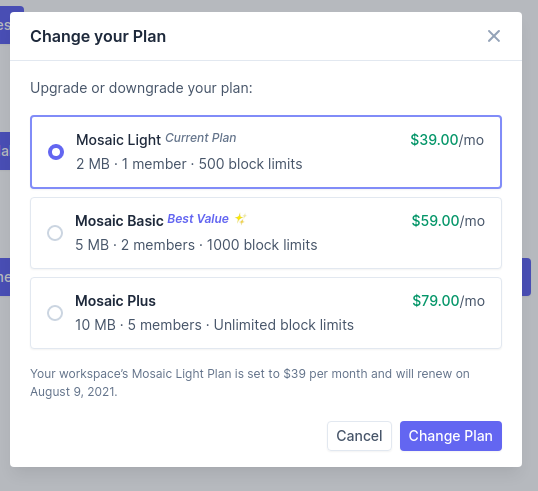 Change your Plan
Upgrade or downgrade your plan:
Mosaic Light Current Plan $39.00/mo
2 MB · 1 member · 500 block limits
Mosaic Basic Best Value ✨ $59.00/mo
5 MB · 2 members · 1000 block limits
Mosaic Plus $79.00/mo
10 MB · 5 members · Unlimited block limits
Your workspace's Mosaic Light Plan is set to $39 per month and will renew on
August 9, 2021.
Cancel Change Plan